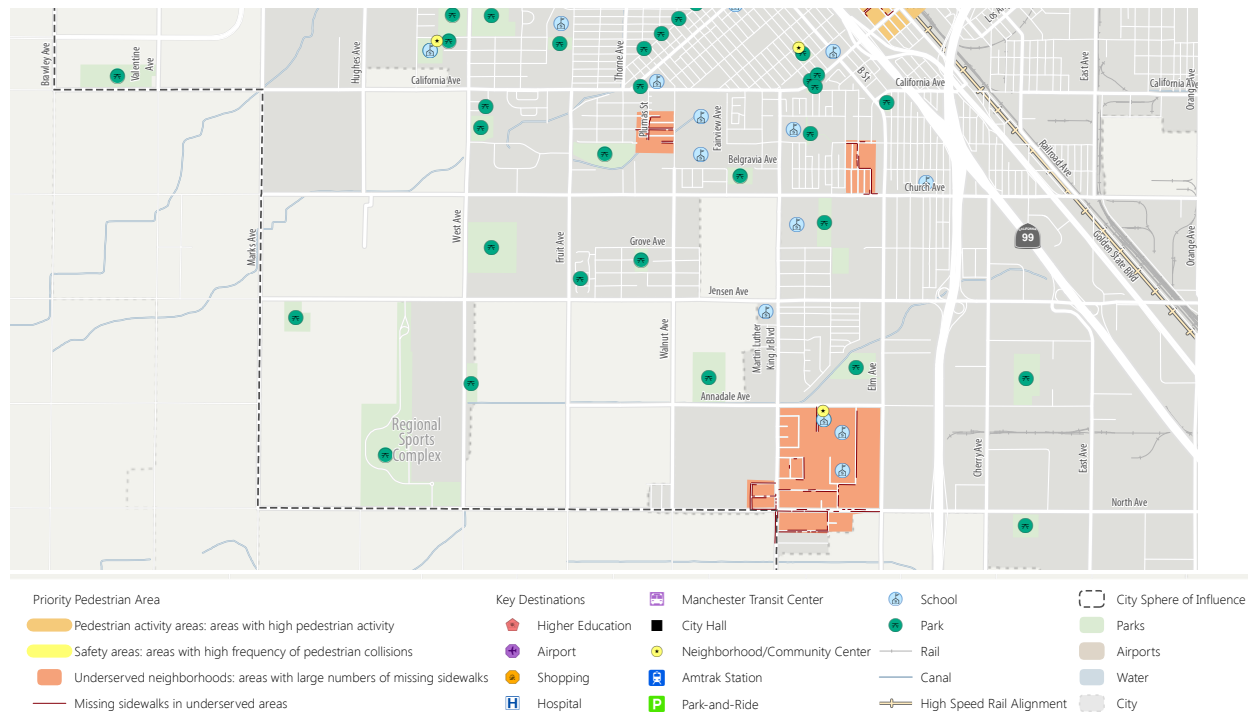 Los An
Brawley Ave
Valentine
Ave
Hughes Ave
California Ave
Thorne Ave
B St
California Ave
East Ave
California Av
Orange
Plumas St
Fairview Ave
Belgravia Ave
Railroad Ave
Church Ave
Marks Ave
West Ave
Fruit Ave
Grove Ave
CALIFORNIA
99
Golden State Blvd
Orange Ave
Jensen Ave
Walnut Ave
Martin Luther
King Jr Blvd
Elm Ave
Annadale Ave
Regional
Sports
Complex
Cherry Ave
East Ave
North Ave
Priority Pedestrian Area
Pedestrian activity areas: areas with high pedestrian activity
Safety areas: areas with high frequency of pedestrian collisions
Underserved neighborhoods: areas with large numbers of missing sidewalks
Missing sidewalks in underserved areas
Key Destinations
Higher Education
Airport
Shopping
H Hospital
Manchester Transit Center
City Hall
Neighborhood/Community Center
Amtrak Station
P Park-and-Ride
School
Park
Rail
Canal
High Speed Rail Alignment
City Sphere of Influence
Parks
Airports
Water
City